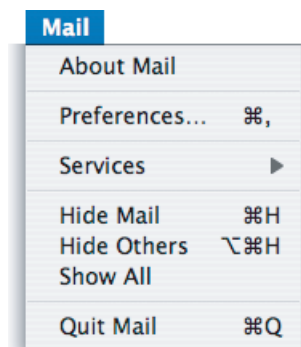 Mail
About Mail
Preferences... ⌘,
Services ▶
Hide Mail ⌘H
Hide Others ⌥⌘H
Show All
Quit Mail ⌘Q